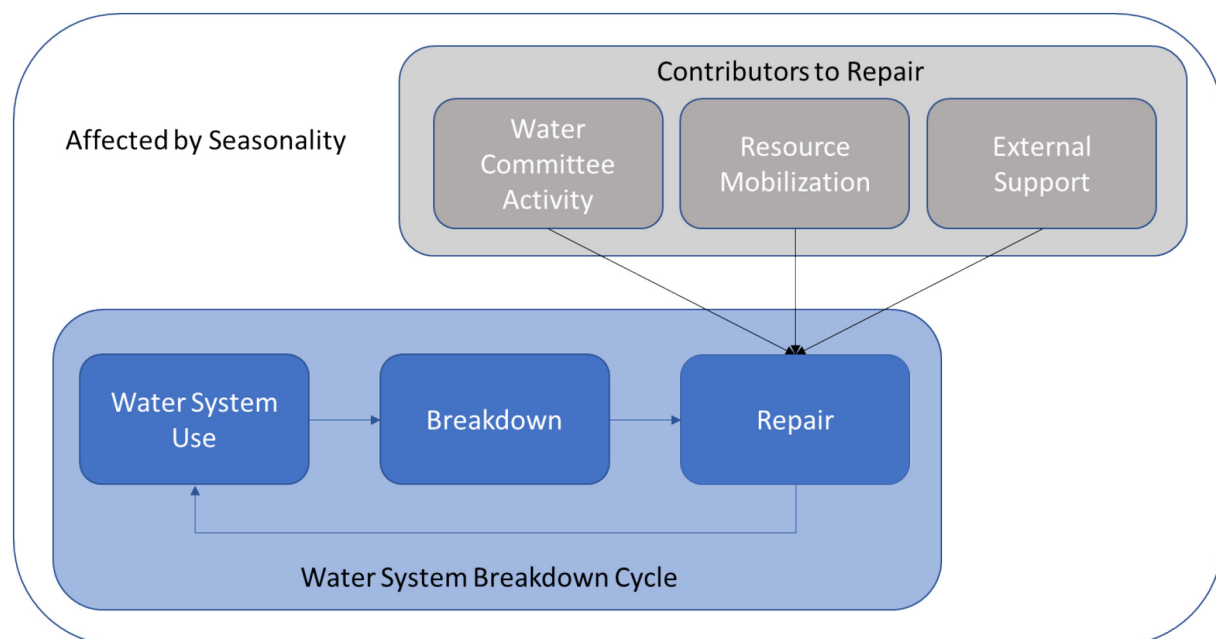 Contributors to Repair
Affected by Seasonality
Water
Committee
Activity
Resource
Mobilization
External
Support
Water System
Use
Breakdown
Repair
Water System Breakdown Cycle